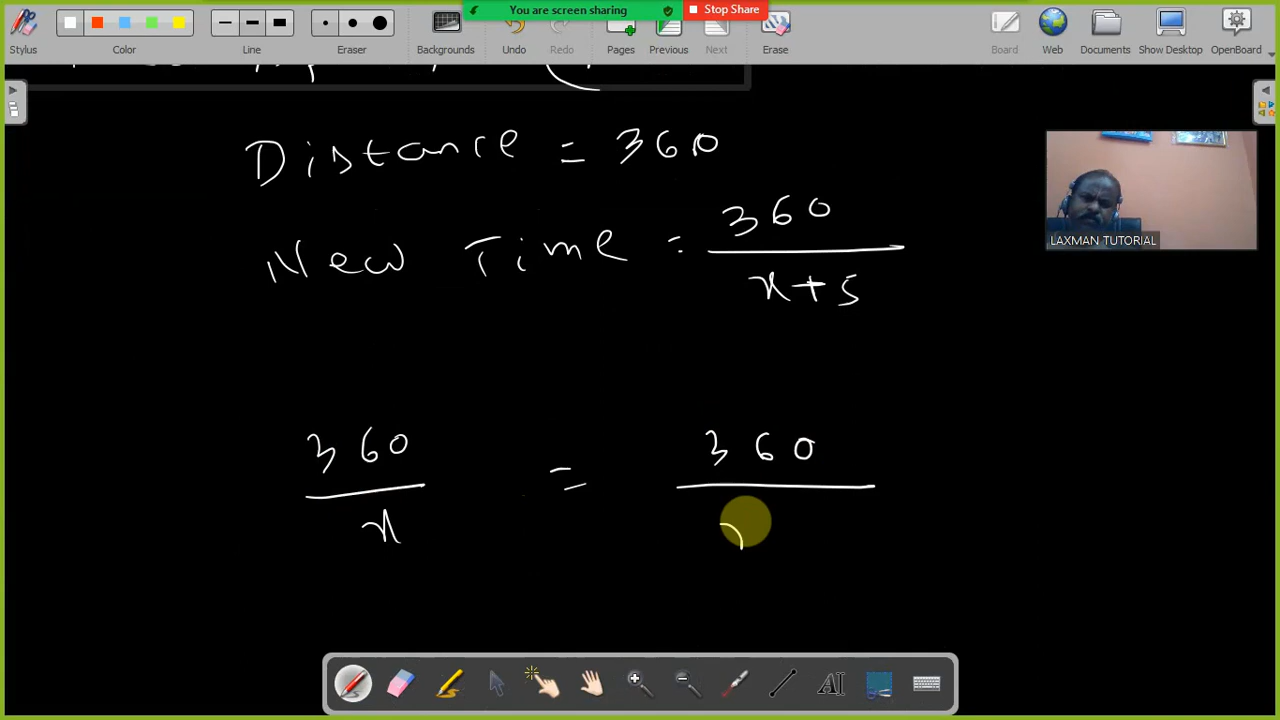 You are screen sharing Stop Share
Stylus Color Line Eraser Backgrounds Undo Redo Pages Previous Next Erase Board Web Documents Show Desktop OpenBoard
Distance = 360
New Time = 360
x+5
360 = 360
x
LAXMAN TUTORIAL
AI